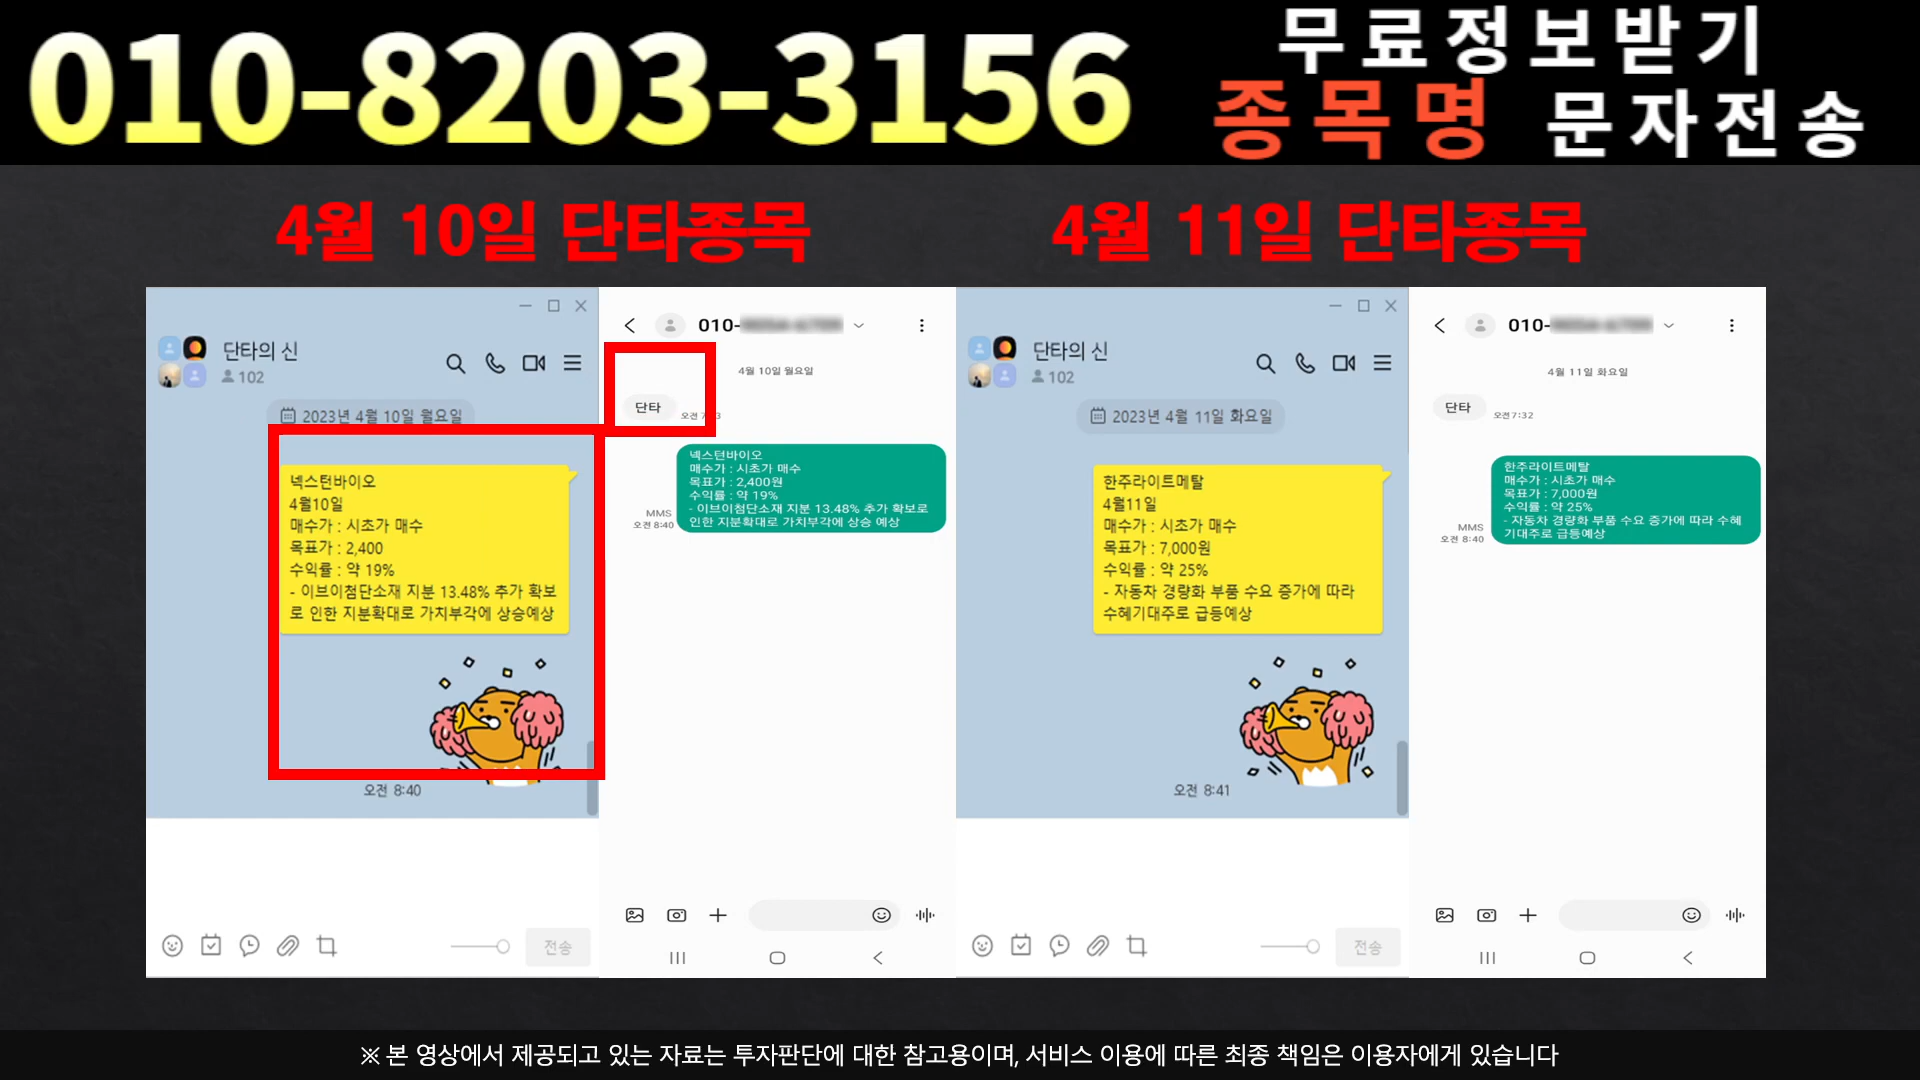 010-8203-3156
무료정보받기
종목명 문자전송
4월 10일 단타종목
4월 11일 단타종목
단타의 신
102
2023년 4월 10일 월요일
넥스턴바이오
4월10일
매수가 : 시초가 매수
목표가 : 2,400
수익률 : 약 19%
- 이브이첨단소재 지분 13.48% 추가 확보
로 인한 지분확대로 가치부각에 상승예상
오전 8:40
전송
010-
4월 10일 월요일
단타
오전 7
3
넥스턴바이오
매수가 : 시초가 매수
목표가 : 2,400원
수익률 : 약 19%
- 이브이첨단소재 지분 13.48% 추가 확보로
인한 지분확대로 가치부각에 상승 예상
MMS
오전 8:40
단타의 신
102
2023년 4월 11일 화요일
한주라이트메탈
4월11일
매수가 : 시초가 매수
목표가 : 7,000원
수익률 : 약 25%
- 자동차 경량화 부품 수요 증가에 따라
수혜기대주로 급등예상
오전 8:41
전송
010-
4월 11일 화요일
단타
오전 7:32
한주라이트메탈
매수가 : 시초가 매수
목표가 : 7,000원
수익률 : 약 25%
- 자동차 경량화 부품 수요 증가에 따라 수혜
기대주로 급등예상
MMS
오전 8:40
※ 본 영상에서 제공되고 있는 자료는 투자판단에 대한 참고용이며, 서비스 이용에 따른 최종 책임은 이용자에게 있습니다